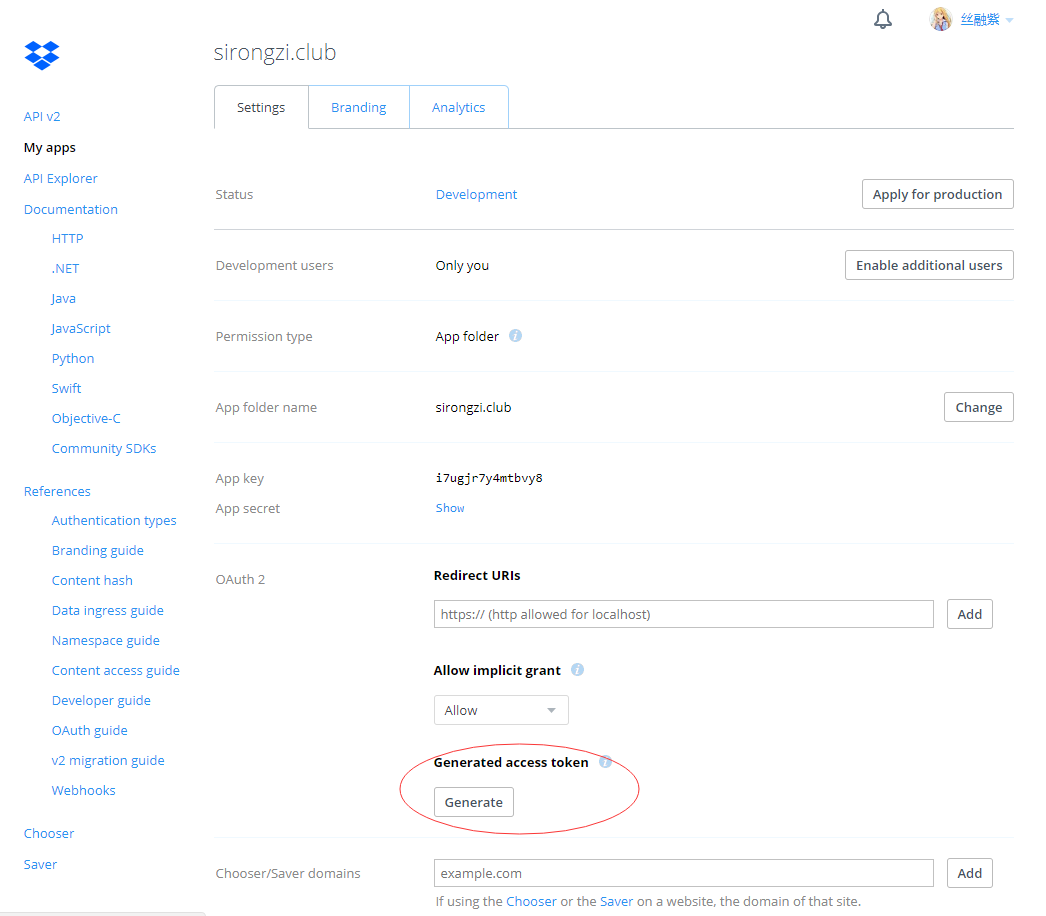 丝融紫
sirongzi.club
Settings Branding Analytics
API v2
My apps
API Explorer
Documentation
HTTP
.NET
Java
JavaScript
Python
Swift
Objective-C
Community SDKs
References
Authentication types
Branding guide
Content hash
Data ingress guide
Namespace guide
Content access guide
Developer guide
OAuth guide
v2 migration guide
Webhooks
Chooser
Saver
Status Development Apply for production
Development users Only you Enable additional users
Permission type App folder i
App folder name sirongzi.club Change
App key i7ugjr7y4mtbvy8
App secret Show
OAuth 2 Redirect URIs
https:// (http allowed for localhost) Add
Allow implicit grant i
Allow
Generated access token i
Generate
Chooser/Saver domains example.com Add
If using the Chooser or the Saver on a website, the domain of that site.